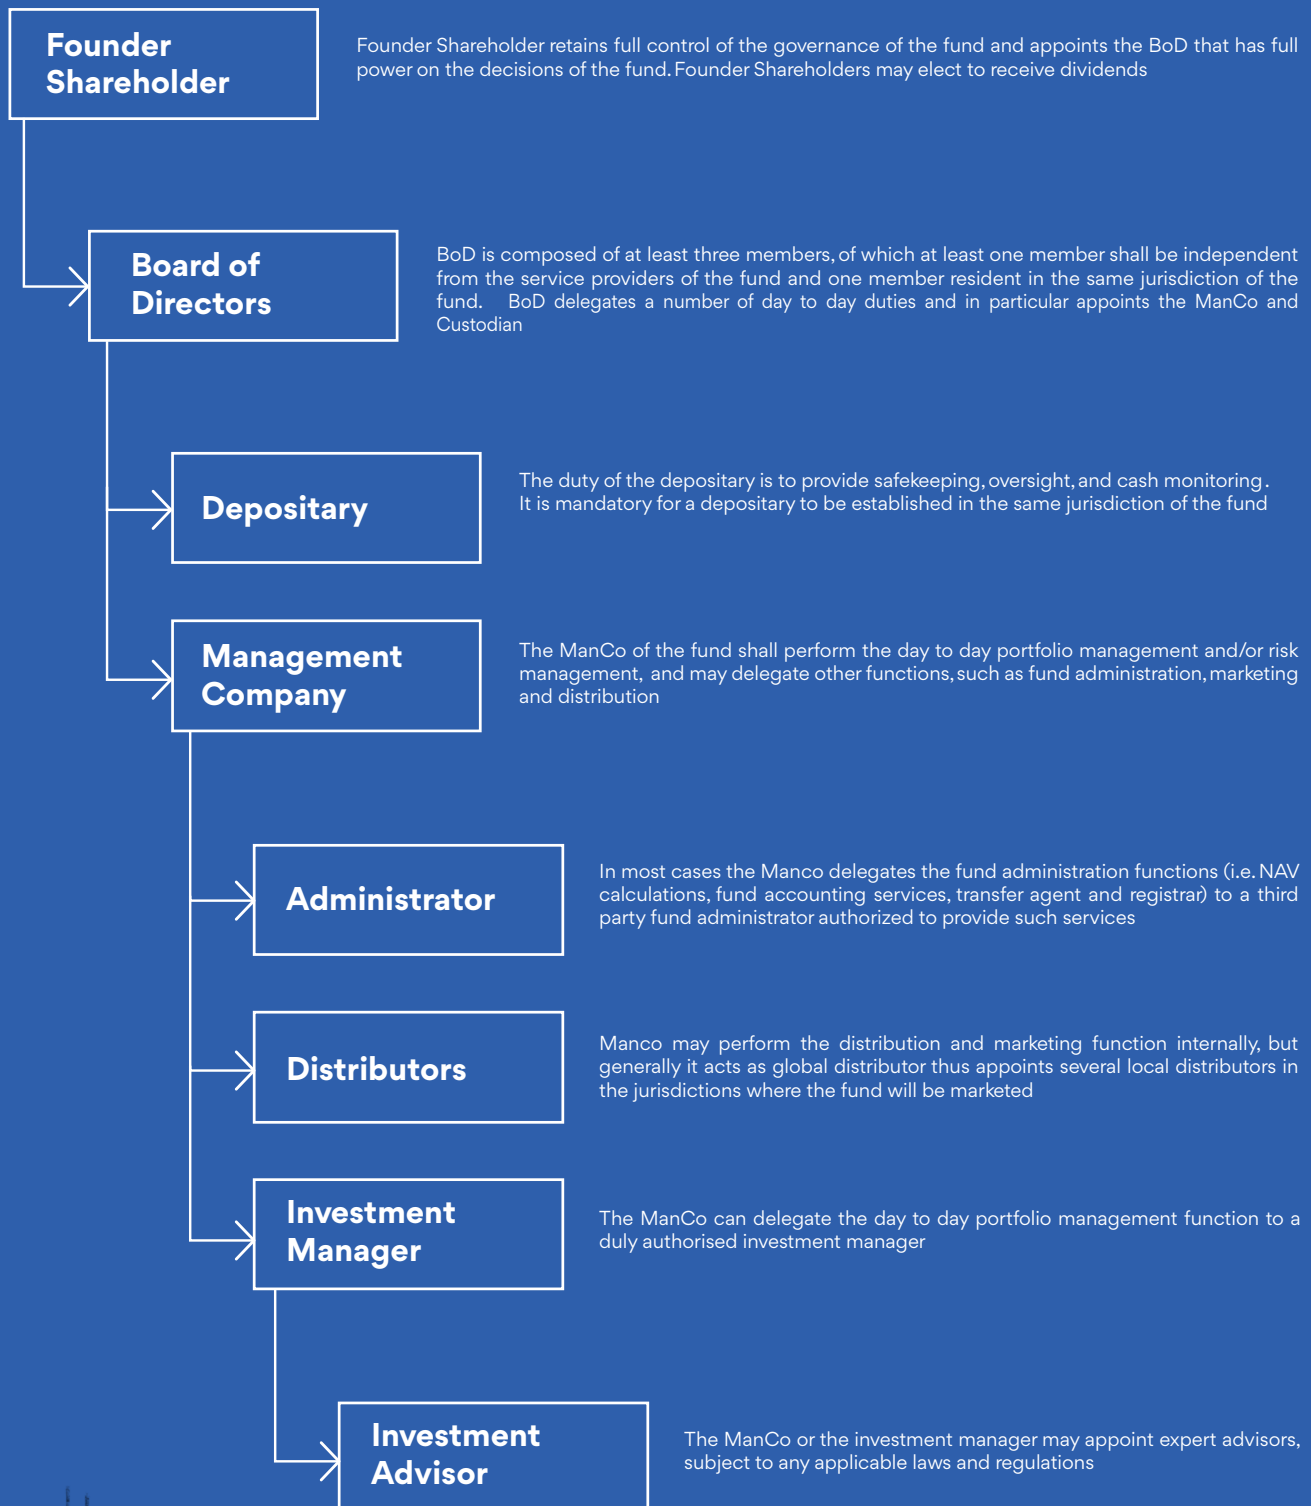 Founder
Shareholder
Founder Shareholder retains full control of the governance of the fund and appoints the BoD that has full
power on the decisions of the fund. Founder Shareholders may elect to receive dividends
Board of
Directors
BoD is composed of at least three members, of which at least one member shall be independent
from the service providers of the fund and one member resident in the same jurisdiction of the
fund. BoD delegates a number of day to day duties and in particular appoints the ManCo and
Custodian
Depositary
The duty of the depositary is to provide safekeeping, oversight, and cash monitoring.
It is mandatory for a depositary to be established in the same jurisdiction of the fund
Management
Company
The ManCo of the fund shall perform the day to day portfolio management and/or risk
management, and may delegate other functions, such as fund administration, marketing
and distribution
Administrator
In most cases the Manco delegates the fund administration functions (i.e. NAV
calculations, fund accounting services, transfer agent and registrar) to a third
party fund administrator authorized to provide such services
Distributors
Manco may perform the distribution and marketing function internally, but
generally it acts as global distributor thus appoints several local distributors in
the jurisdictions where the fund will be marketed
Investment
Manager
The ManCo can delegate the day to day portfolio management function to a
duly authorised investment manager
Investment
Advisor
The ManCo or the investment manager may appoint expert advisors,
subject to any applicable laws and regulations